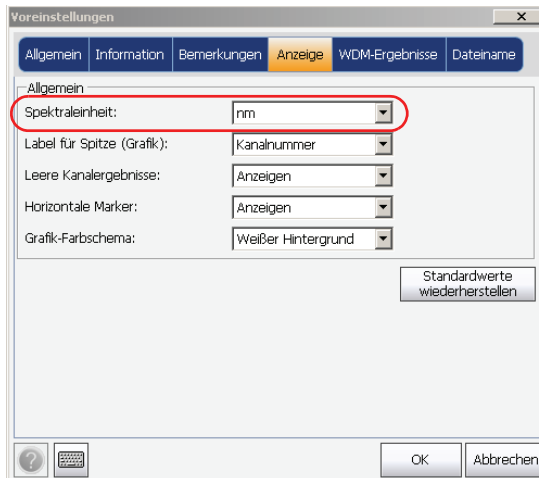 Voreinstellungen
Allgemein Information Bemerkungen Anzeige WDM-Ergebnisse Dateiname
Allgemein
Spektraleinheit: nm
Label für Spitze (Grafik): Kanalnummer
Leere Kanalergebnisse: Anzeigen
Horizontale Marker: Anzeigen
Grafik-Farbschema: Weißer Hintergrund
Standardwerte
wiederherstellen
OK Abbrechen